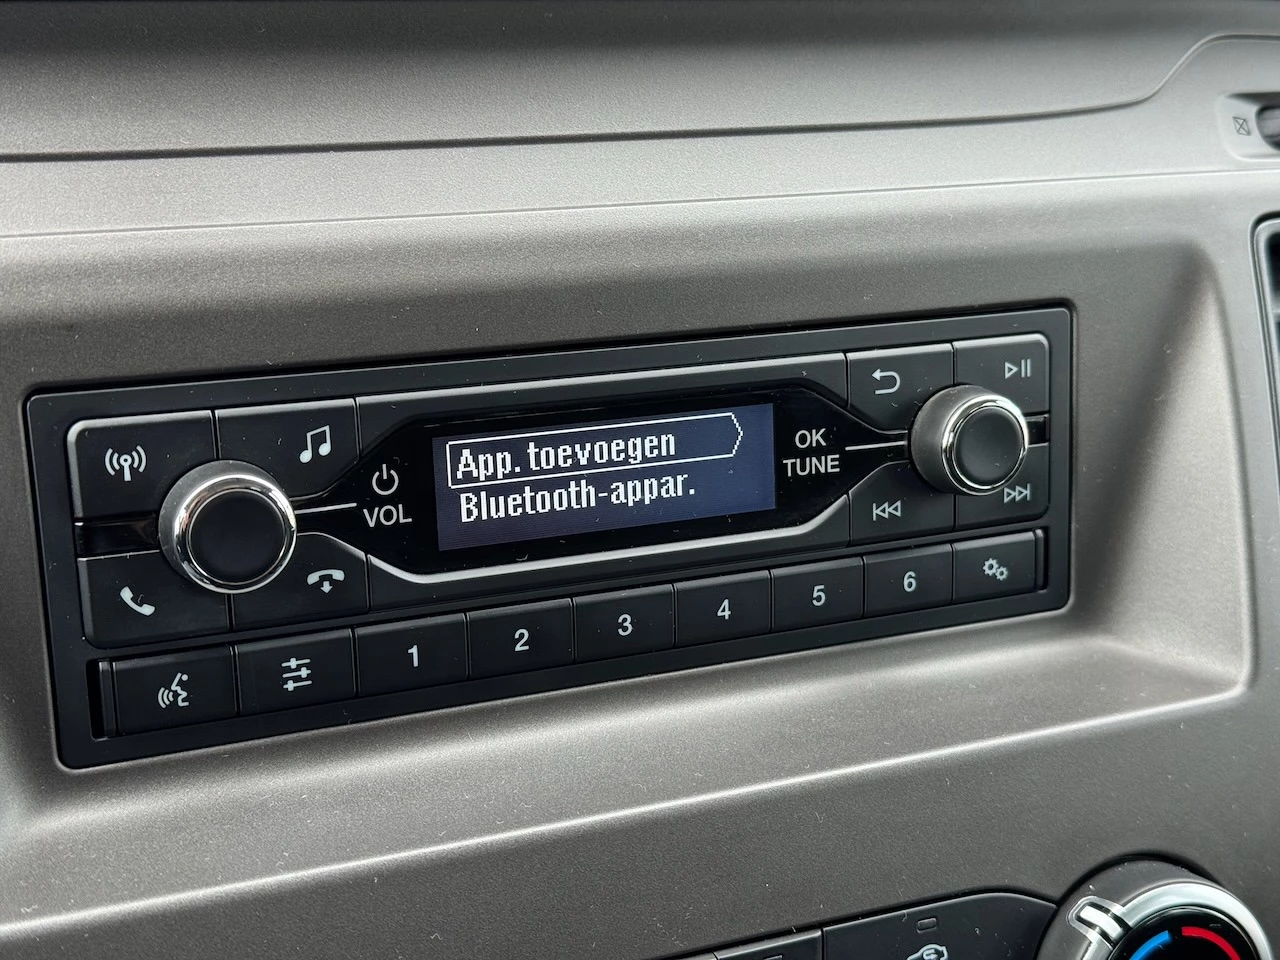 App. toevoegen
Bluetooth-appar.
VOL
OK
TUNE
1
2
3
4
5
6